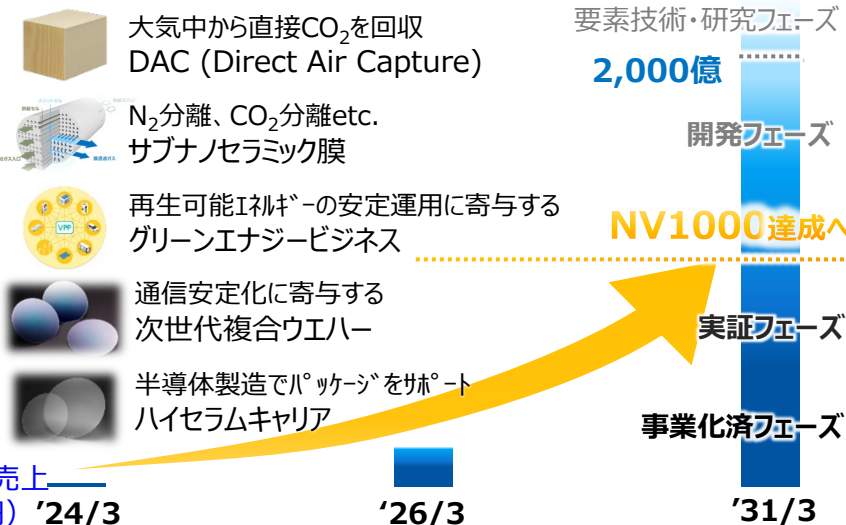 大気中から直接CO₂を回収
DAC (Direct Air Capture)
N₂分離、CO₂分離etc.
サブナノセラミック膜
再生可能ｴﾈﾙｷﾞｰの安定運用に寄与する
グリーンエナジービジネス
VPP
通信安定化に寄与する
次世代複合ウエハー
半導体製造でﾊﾟｯｹｰｼﾞをｻﾎﾟｰﾄ
ハイセラムキャリア
要素技術・研究フェーズ
2,000億
開発フェーズ
NV1000達成へ
実証フェーズ
事業化済フェーズ
売上
’24/3
‘26/3
’31/3